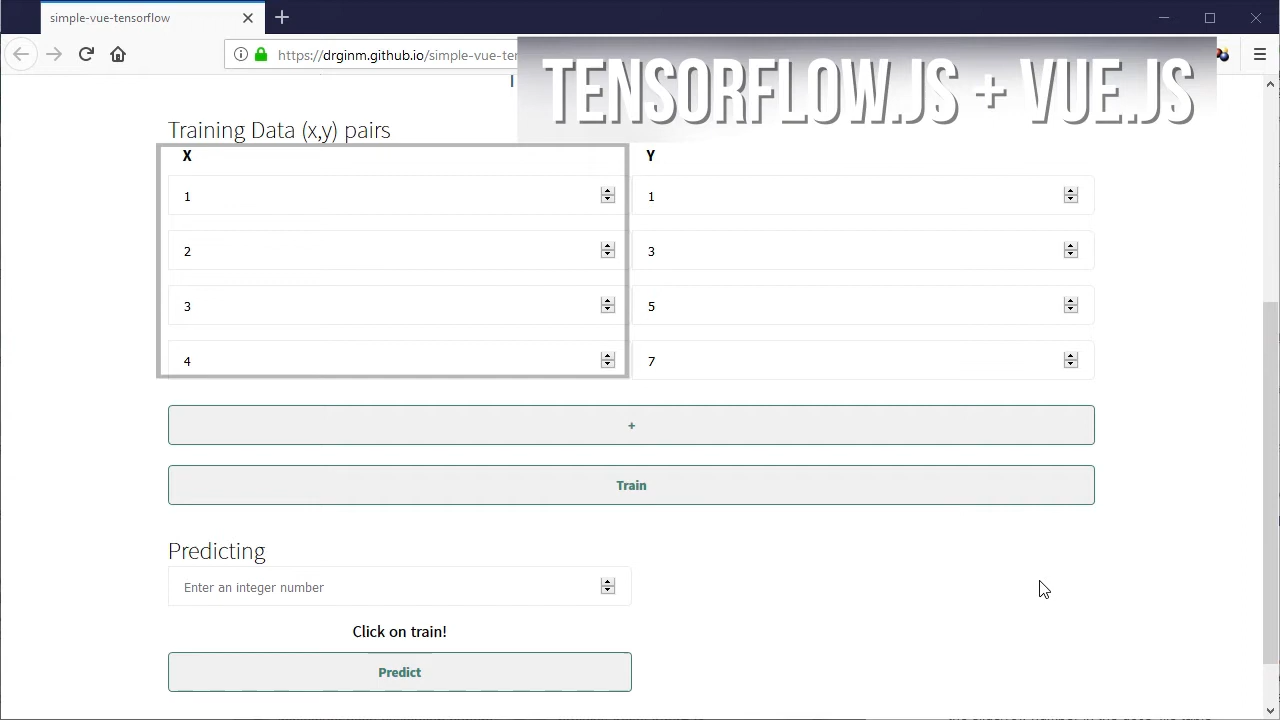 simple-vue-tensorflow
https://drginm.github.io/simple-vue-ten
TENSORFLOW.JS + VUE.JS
Training Data (x,y) pairs
X Y
1 1
2 3
3 5
4 7
+
Train
Predicting
Enter an integer number
Click on train!
Predict